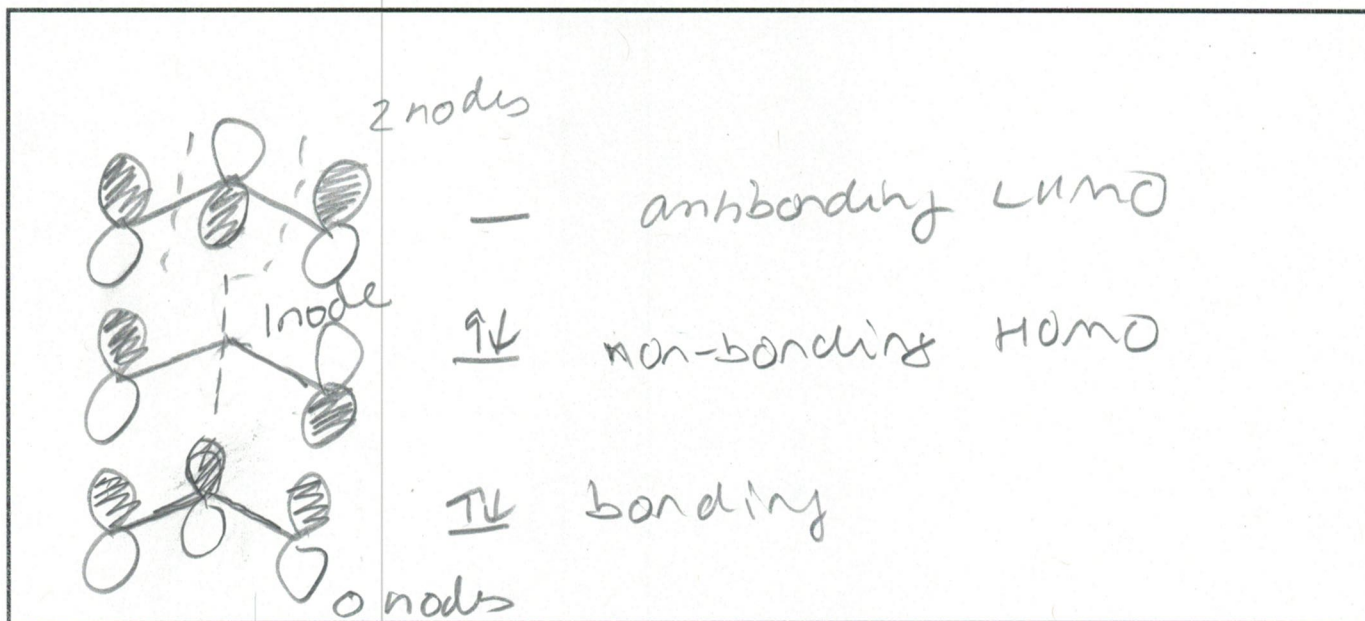 2 nodes
antibonding LUMO
1 node
non-bonding HOMO
bonding
0 nodes